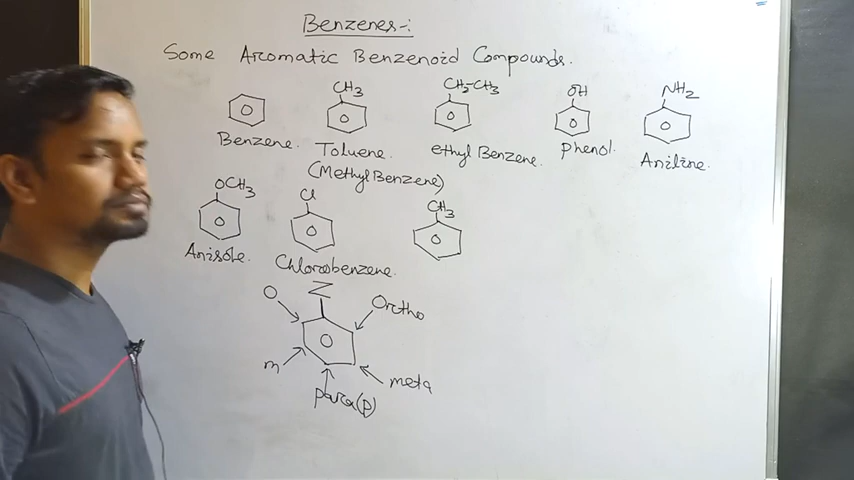 Benzenes-:
Some Aromatic Benzenoid Compounds.
CH3 CH2-CH3 OH NH2
Benzene. Toluene. ethyl Benzene. phenol. Aniline.
(Methyl Benzene)
OCH3 Cl CH3
Anisole. Chlorobenzene.
Z
O Ortho
m meta
para(p)